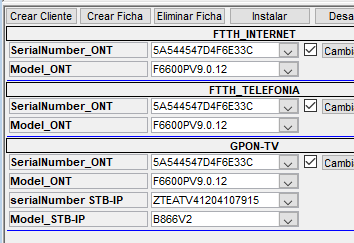 Crear Cliente Crear Ficha Eliminar Ficha Instalar Desa
FTTH_INTERNET
SerialNumber_ONT 5A544547D4F6E33C Cambi
Model_ONT F6600PV9.0.12
FTTH_TELEFONIA
SerialNumber_ONT 5A544547D4F6E33C Cambi
Model_ONT F6600PV9.0.12
GPON-TV
SerialNumber_ONT 5A544547D4F6E33C Cambi
Model_ONT F6600PV9.0.12
serialNumber STB-IP ZTEATV41204107915
Model_STB-IP B866V2